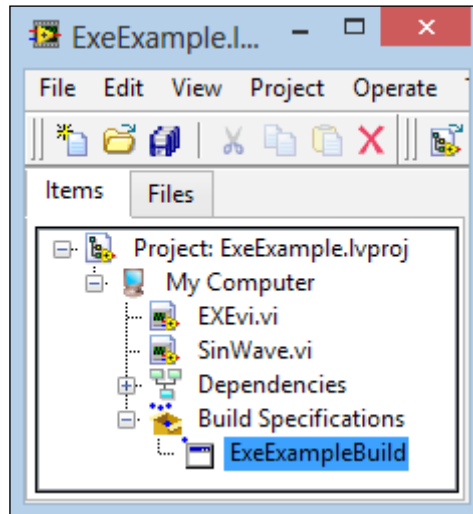 ExeExample.l...
File Edit View Project Operate
Items Files
Project: ExeExample.lvproj
My Computer
EXEvi.vi
SinWave.vi
Dependencies
Build Specifications
ExeExampleBuild